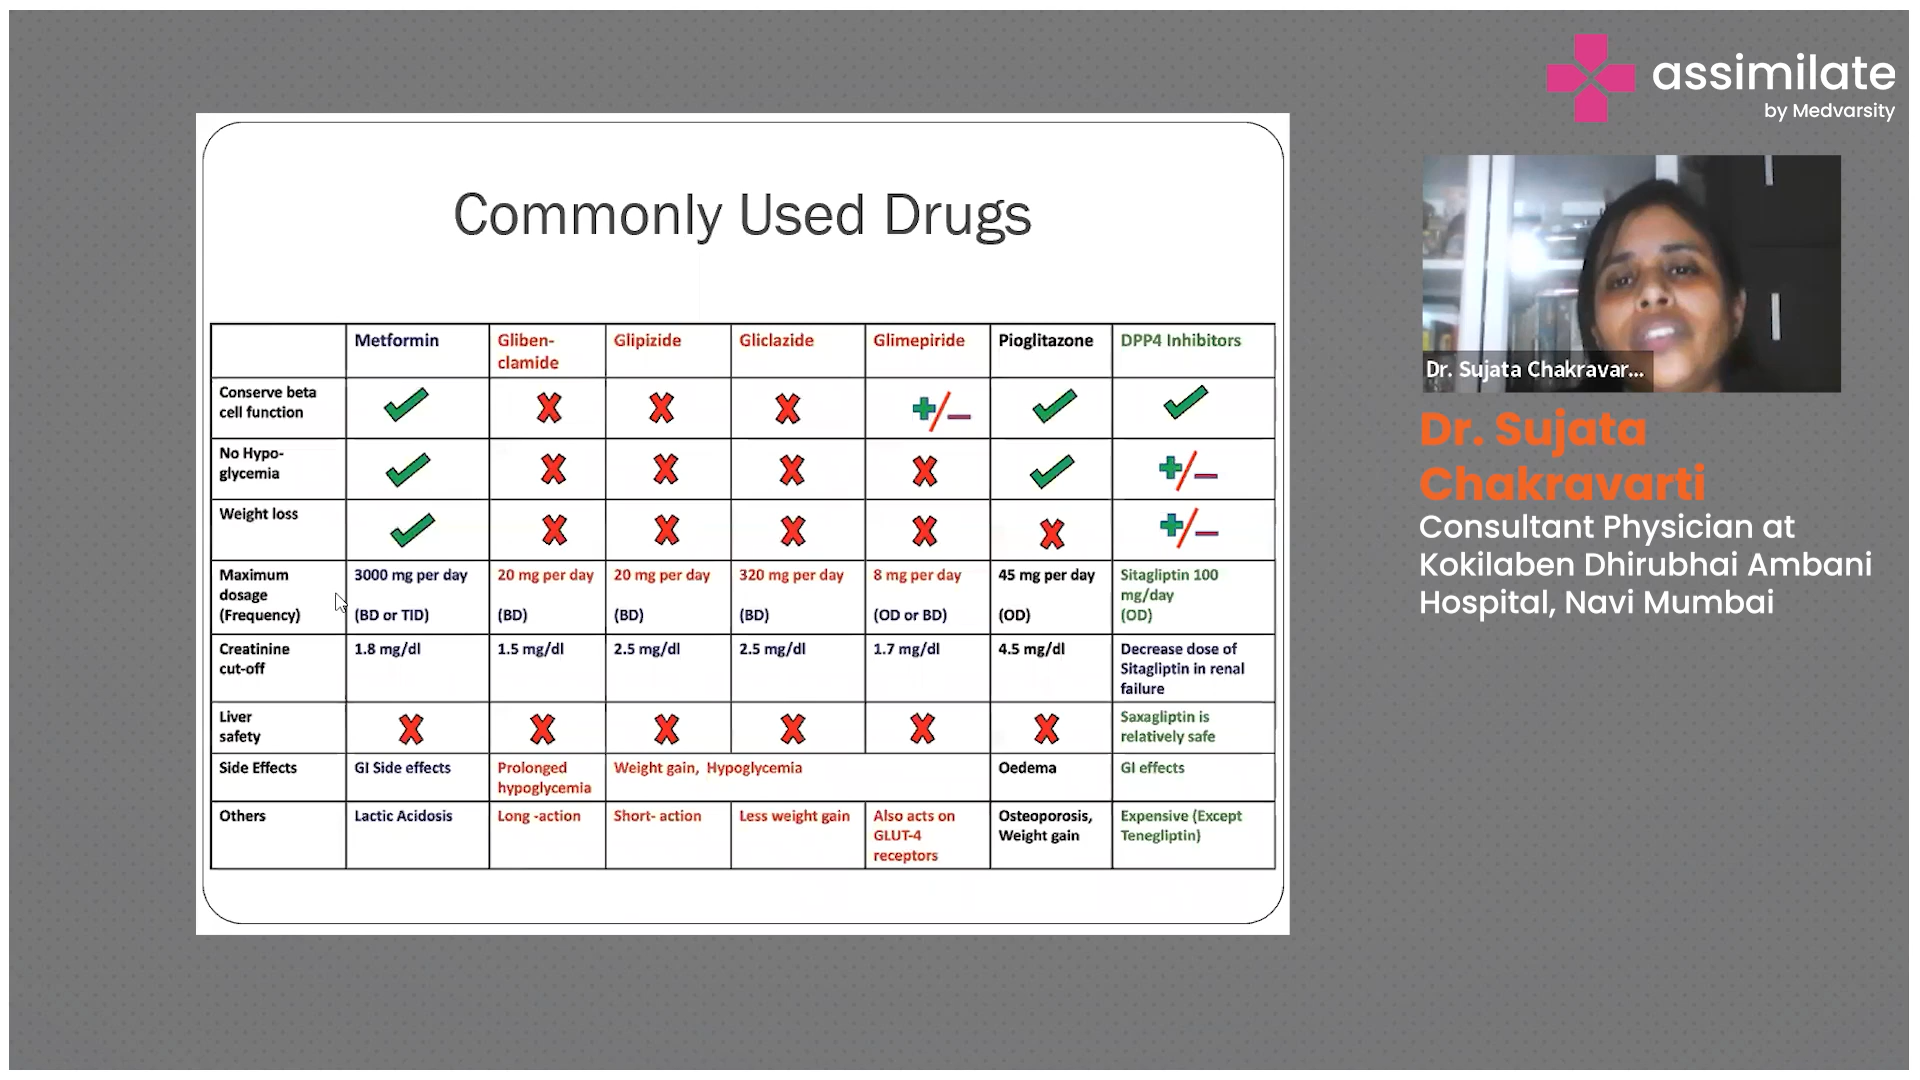 assimilate
by Medvarsity
Commonly Used Drugs
Metformin
Gliben-
clamide
Glipizide
Gliclazide
Glimepiride
Pioglitazone
DPP4 Inhibitors
Conserve beta
cell function
+/−
No Hypo-
glycemia
+/−
Weight loss
+/−
Maximum
dosage
(Frequency)
3000 mg per day
(BD or TID)
20 mg per day
(BD)
20 mg per day
(BD)
320 mg per day
(BD)
8 mg per day
(OD or BD)
45 mg per day
(OD)
Sitagliptin 100
mg/day
(OD)
Creatinine
cut-off
1.8 mg/dl
1.5 mg/dl
2.5 mg/dl
2.5 mg/dl
1.7 mg/dl
4.5 mg/dl
Decrease dose of
Sitagliptin in renal
failure
Liver
safety
Saxagliptin is
relatively safe
Side Effects
GI Side effects
Prolonged
hypoglycemia
Weight gain, Hypoglycemia
Oedema
GI effects
Others
Lactic Acidosis
Long -action
Short- action
Less weight gain
Also acts on
GLUT-4
receptors
Osteoporosis,
Weight gain
Expensive (Except
Tenegliptin)
Dr. Sujata Chakravar...
Dr. Sujata
Chakravarti
Consultant Physician at
Kokilaben Dhirubhai Ambani
Hospital, Navi Mumbai